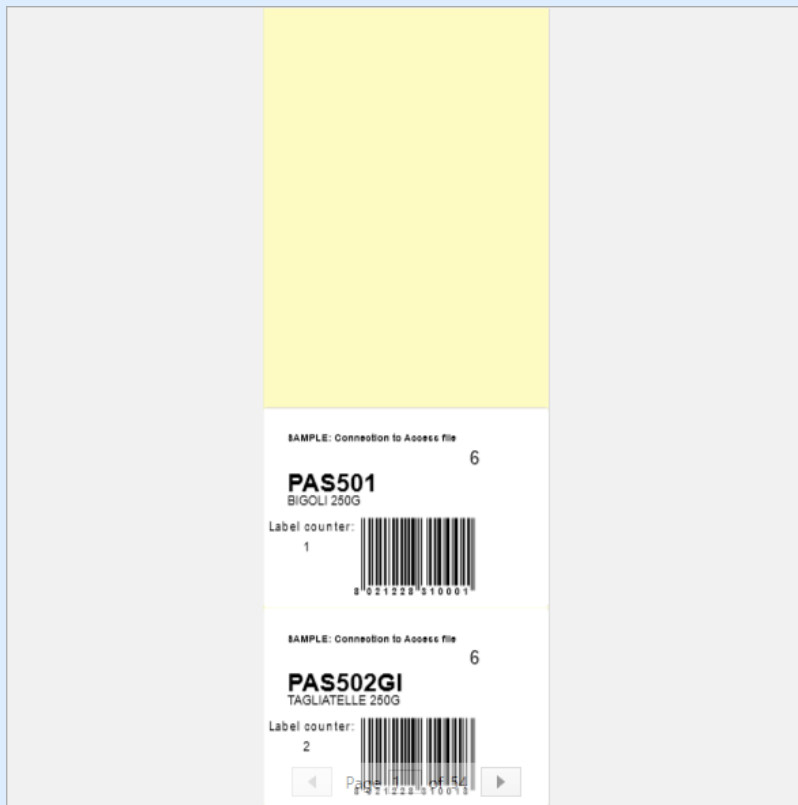 SAMPLE: Connection to Access file
6
PAS501
BIGOLI 250G
Label counter:
1
8 021228 310001
SAMPLE: Connection to Access file
6
PAS502GI
TAGLIATELLE 250G
Label counter:
2
Page 1 of 54